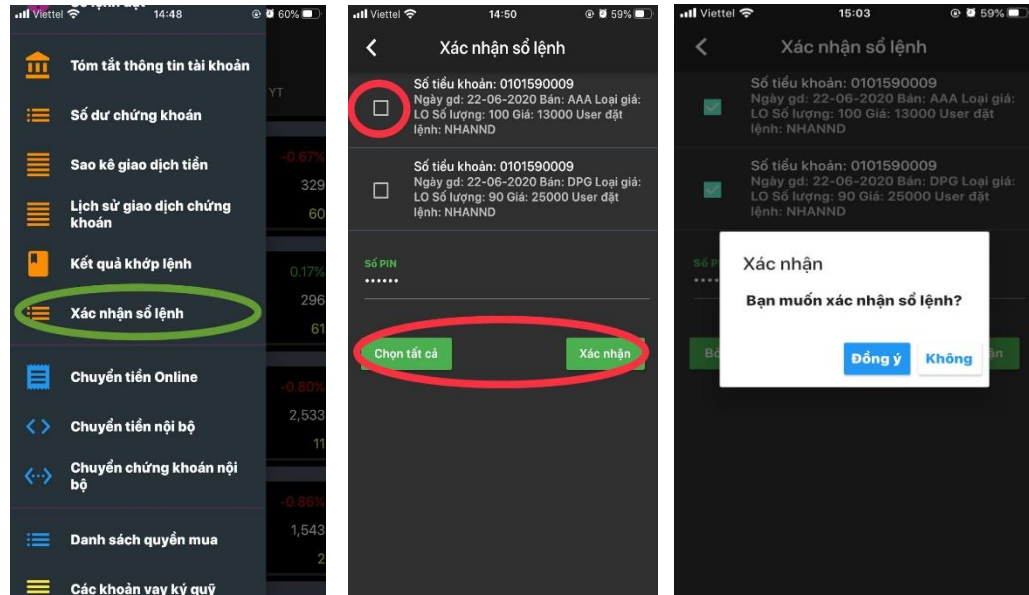 Viettel 14:48 60%
Tóm tắt thông tin tài khoản
YT
Số dư chứng khoán
-0.67%
Sao kê giao dịch tiền
329
Lịch sử giao dịch chứng
khoán
60
Kết quả khớp lệnh
0.17%
296
Xác nhận sổ lệnh
61
Chuyển tiền Online
-0.80%
2,533
Chuyển tiền nội bộ
11
Chuyển chứng khoán nội
bộ
-0.86%
1,543
Danh sách quyền mua
2
Các khoản vay ký quỹ
Viettel 14:50 59%
Xác nhận sổ lệnh
Số tiểu khoản: 0101590009
Ngày gd: 22-06-2020 Bán: AAA Loại giá:
LO Số lượng: 100 Giá: 13000 User đặt
lệnh: NHANND
Số tiểu khoản: 0101590009
Ngày gd: 22-06-2020 Bán: DPG Loại giá:
LO Số lượng: 90 Giá: 25000 User đặt
lệnh: NHANND
Số PIN
••••••
Chọn tất cả Xác nhận
Viettel 15:03 59%
Xác nhận sổ lệnh
Số tiểu khoản: 0101590009
Ngày gd: 22-06-2020 Bán: AAA Loại giá:
LO Số lượng: 100 Giá: 13000 User đặt
lệnh: NHANND
Số tiểu khoản: 0101590009
Ngày gd: 22-06-2020 Bán: DPG Loại giá:
LO Số lượng: 90 Giá: 25000 User đặt
lệnh: NHANND
Số P
Xác nhận
Bạn muốn xác nhận sổ lệnh?
Đồng ý Không